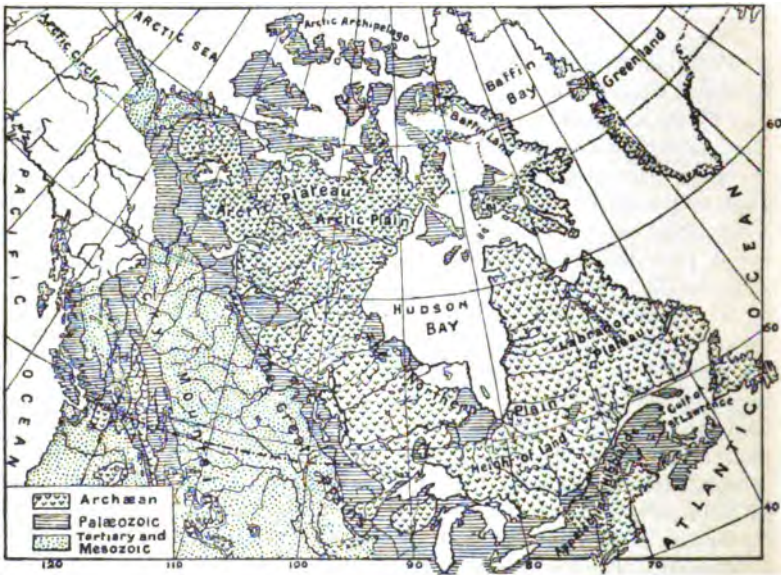 ARCTIC SEA
Arctic Archipelago
Arctic Circle
Baffin
BAY
Greenland
Baffin Land
60
PACIFIC
OCEAN
Arctic Plateau
Arctic Plain
HUDSON
BAY
Labrador
Plateau
50
Northern
Plain
Height of Land
Gulf of
St Lawrence
ATLANTIC
OCEAN
Archæan
Palæozoic
Tertiary and
Mesozoic
40
120
110
100
90
80
70